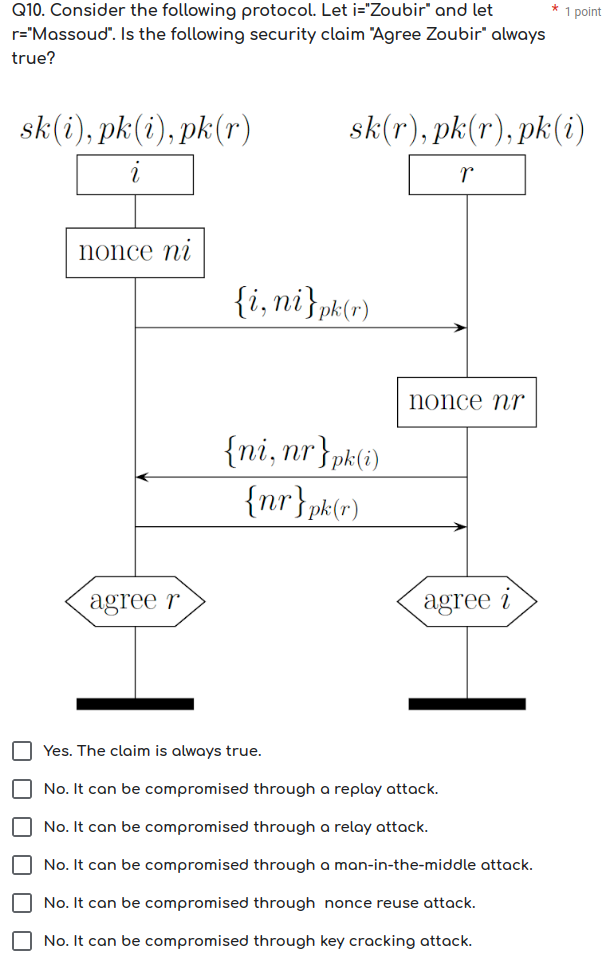 Q10. Consider the following protocol. Let i="Zoubir" and let
* 1 point
r="Massoud". Is the following security claim "Agree Zoubir" always
true?
sk(i), pk(i), pk(r)
sk(r), pk(r), pk(i)
i
r
nonce ni
{i, ni}pk(r)
nonce nr
{ni, nr}pk(i)
{nr}pk(r)
agree r
agree i
Yes. The claim is always true.
No. It can be compromised through a replay attack.
No. It can be compromised through a relay attack.
No. It can be compromised through a man-in-the-middle attack.
No. It can be compromised through nonce reuse attack.
No. It can be compromised through key cracking attack.